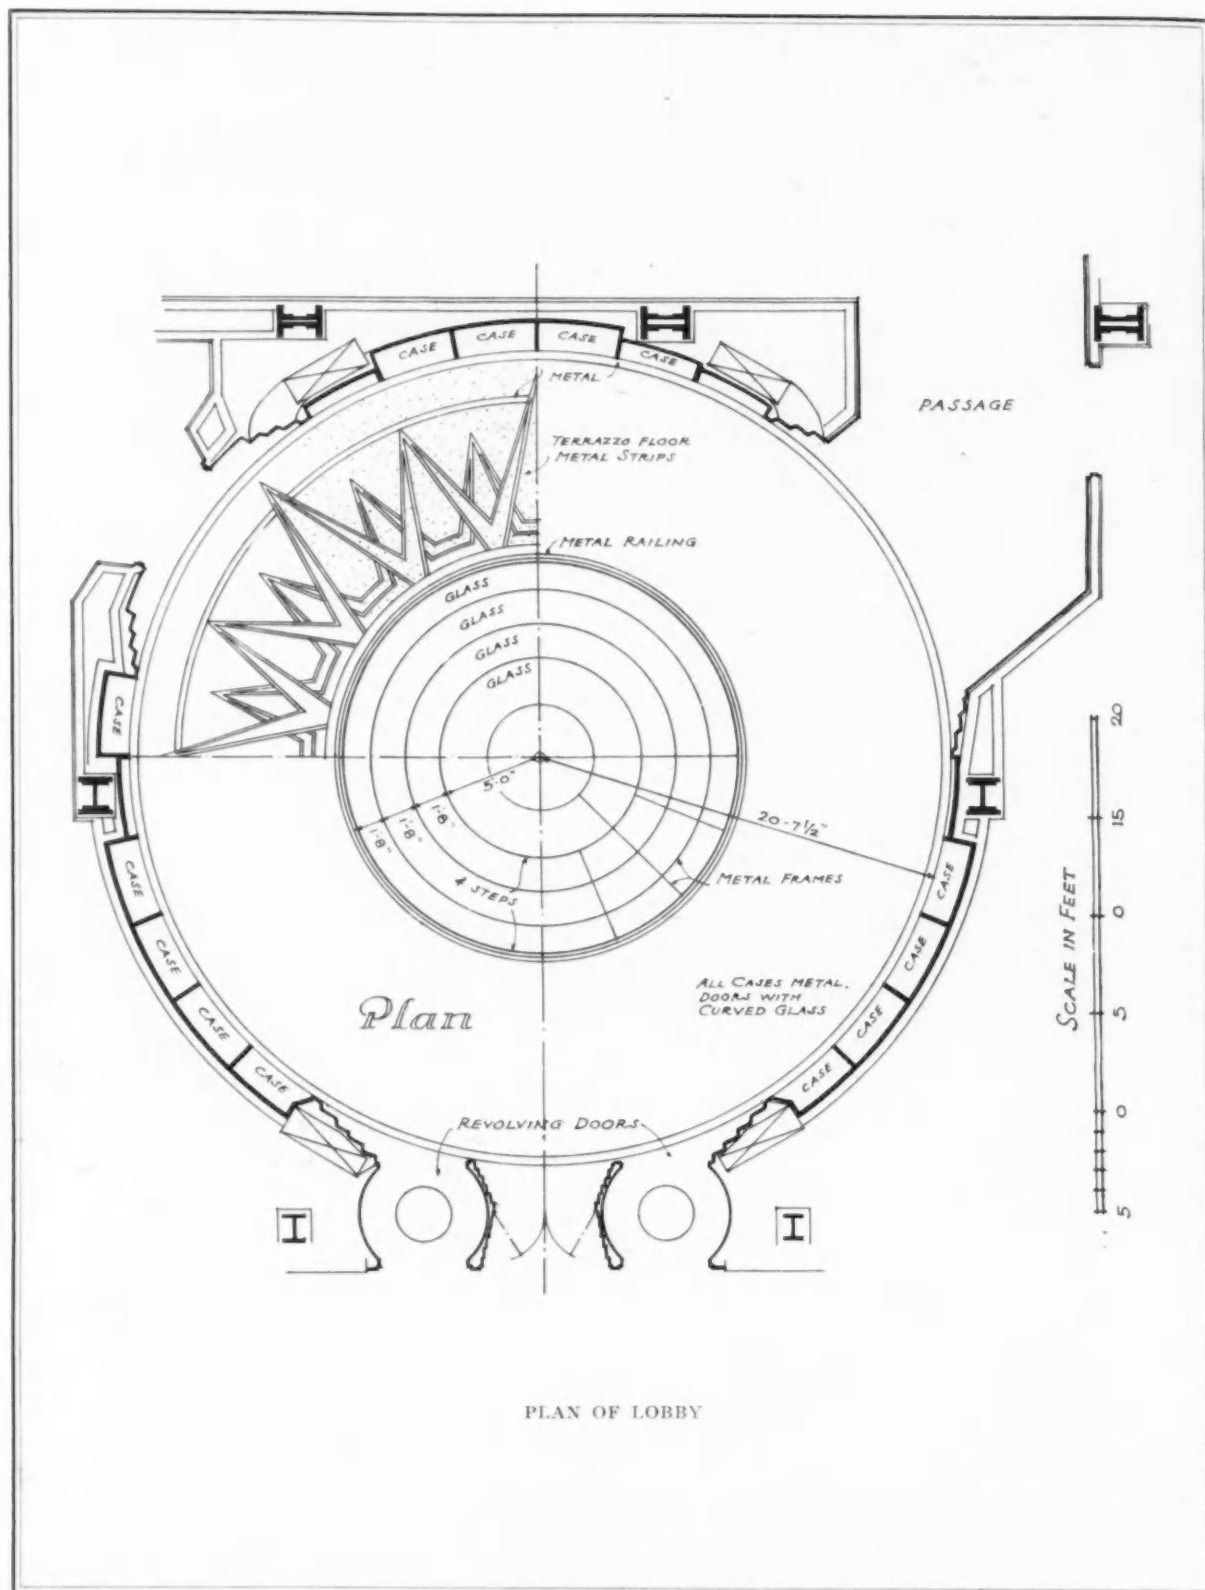 CASE
CASE
CASE
CASE
METAL
PASSAGE
TERRAZZO FLOOR
METAL STRIPS
METAL RAILING
GLASS
GLASS
GLASS
GLASS
CASE
5'-0"
1'-8"
1'-8"
1'-8"
20-7½"
4 STEPS
METAL FRAMES
CASE
CASE
CASE
CASE
CASE
CASE
CASE
CASE
Plan
ALL CASES METAL.
DOORS WITH
CURVED GLASS
REVOLVING DOORS
SCALE IN FEET
20
15
0
5
0
5
PLAN OF LOBBY